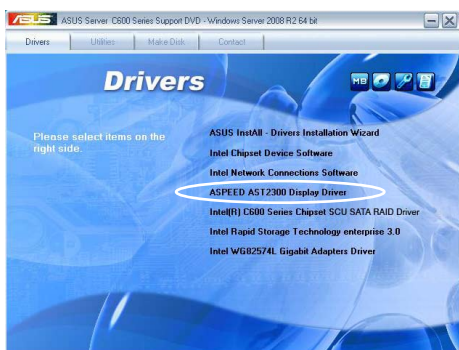 ASUS ASUS Server C600 Series Support DVD - Windows Server 2008 R2 64 bit
Drivers Utilities Make Disk Contact
Drivers
MB
Please select items on the
right side.
ASUS InstAll - Drivers Installation Wizard
Intel Chipset Device Software
Intel Network Connections Software
ASPEED AST2300 Display Driver
Intel(R) C600 Series Chipset SCU SATA RAID Driver
Intel Rapid Storage Technology enterprise 3.0
Intel WG82574L Gigabit Adapters Driver